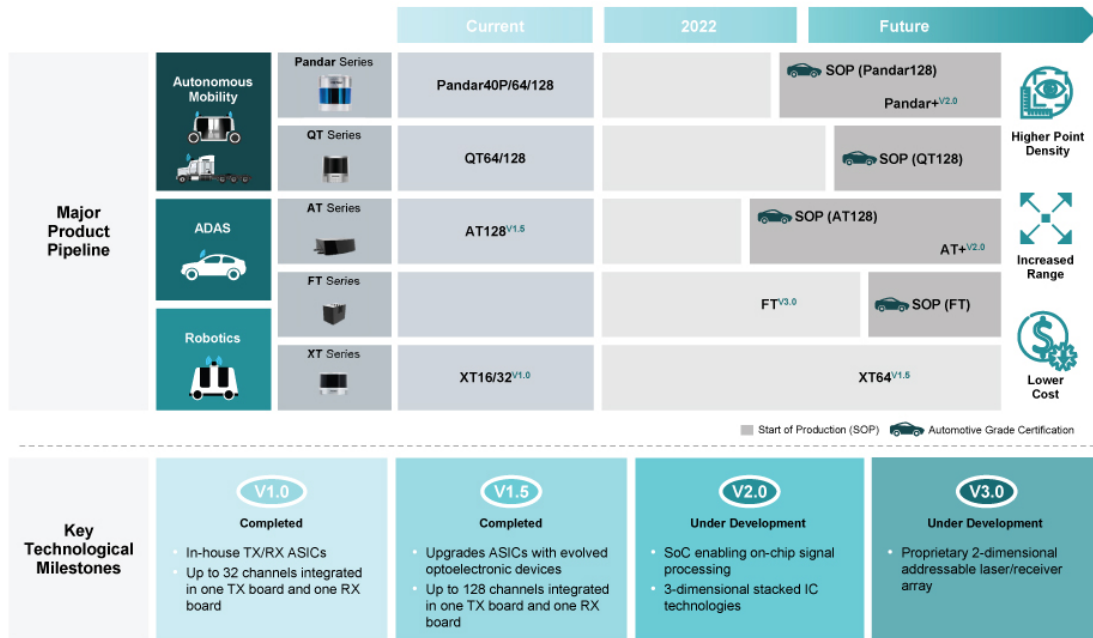 Current
2022
Future
Major
Product
Pipeline
Autonomous
Mobility
Pandar Series
Pandar40P/64/128
SOP (Pandar128)
Pandar+V2.0
QT Series
QT64/128
SOP (QT128)
ADAS
AT Series
AT128V1.5
SOP (AT128)
AT+V2.0
FT Series
FTV3.0
SOP (FT)
Robotics
XT Series
XT16/32V1.0
XT64V1.5
Higher Point
Density
Increased
Range
Lower
Cost
Start of Production (SOP)
Automotive Grade Certification
Key
Technological
Milestones
V1.0
Completed
• In-house TX/RX ASICs
• Up to 32 channels integrated
in one TX board and one RX
board
V1.5
Completed
• Upgrades ASICs with evolved
optoelectronic devices
• Up to 128 channels integrated
in one TX board and one RX
board
V2.0
Under Development
• SoC enabling on-chip signal
processing
• 3-dimensional stacked IC
technologies
V3.0
Under Development
• Proprietary 2-dimensional
addressable laser/receiver
array